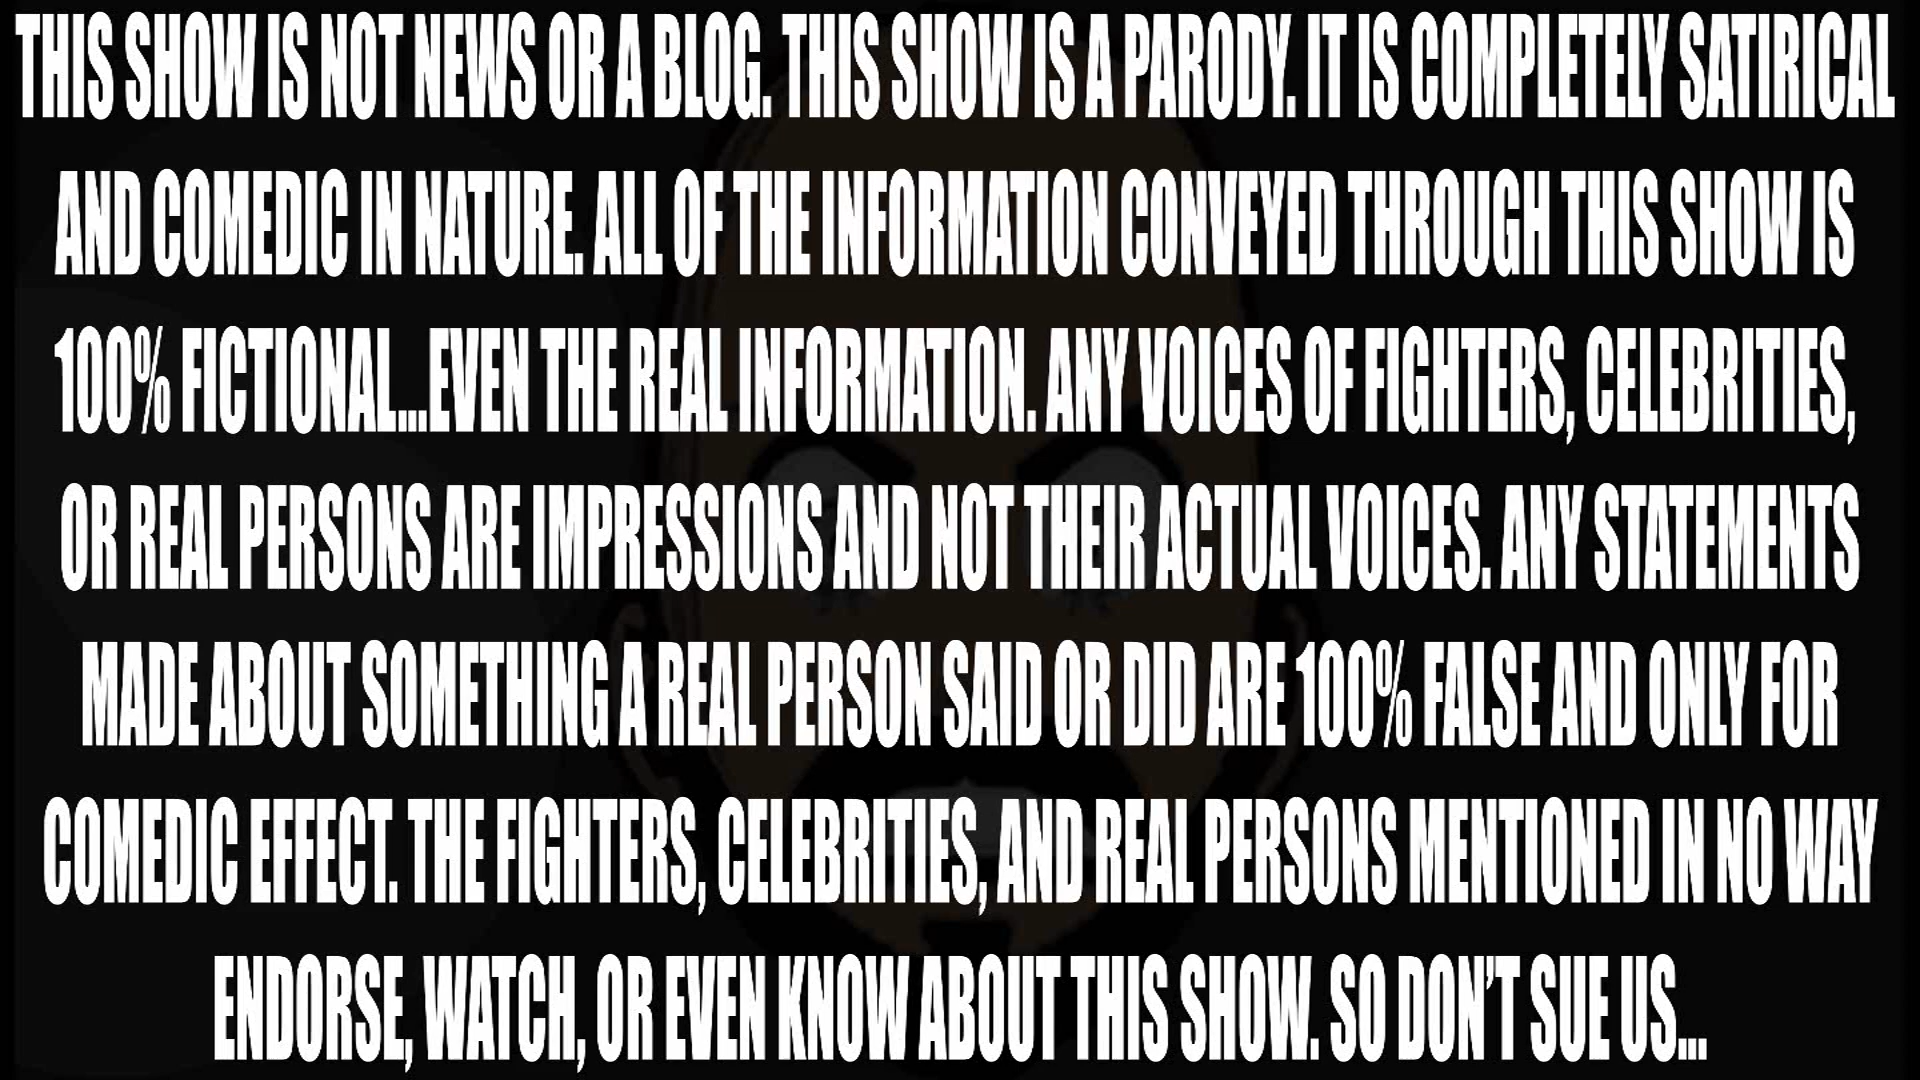 THIS SHOW IS NOT NEWS OR A BLOG. THIS SHOW IS A PARODY. IT IS COMPLETELY SATIRICAL
AND COMEDIC IN NATURE. ALL OF THE INFORMATION CONVEYED THROUGH THIS SHOW IS
100% FICTIONAL...EVEN THE REAL INFORMATION. ANY VOICES OF FIGHTERS, CELEBRITIES,
OR REAL PERSONS ARE IMPRESSIONS AND NOT THEIR ACTUAL VOICES. ANY STATEMENTS
MADE ABOUT SOMETHING A REAL PERSON SAID OR DID ARE 100% FALSE AND ONLY FOR
COMEDIC EFFECT. THE FIGHTERS, CELEBRITIES, AND REAL PERSONS MENTIONED IN NO WAY
ENDORSE, WATCH, OR EVEN KNOW ABOUT THIS SHOW. SO DON'T SUE US...